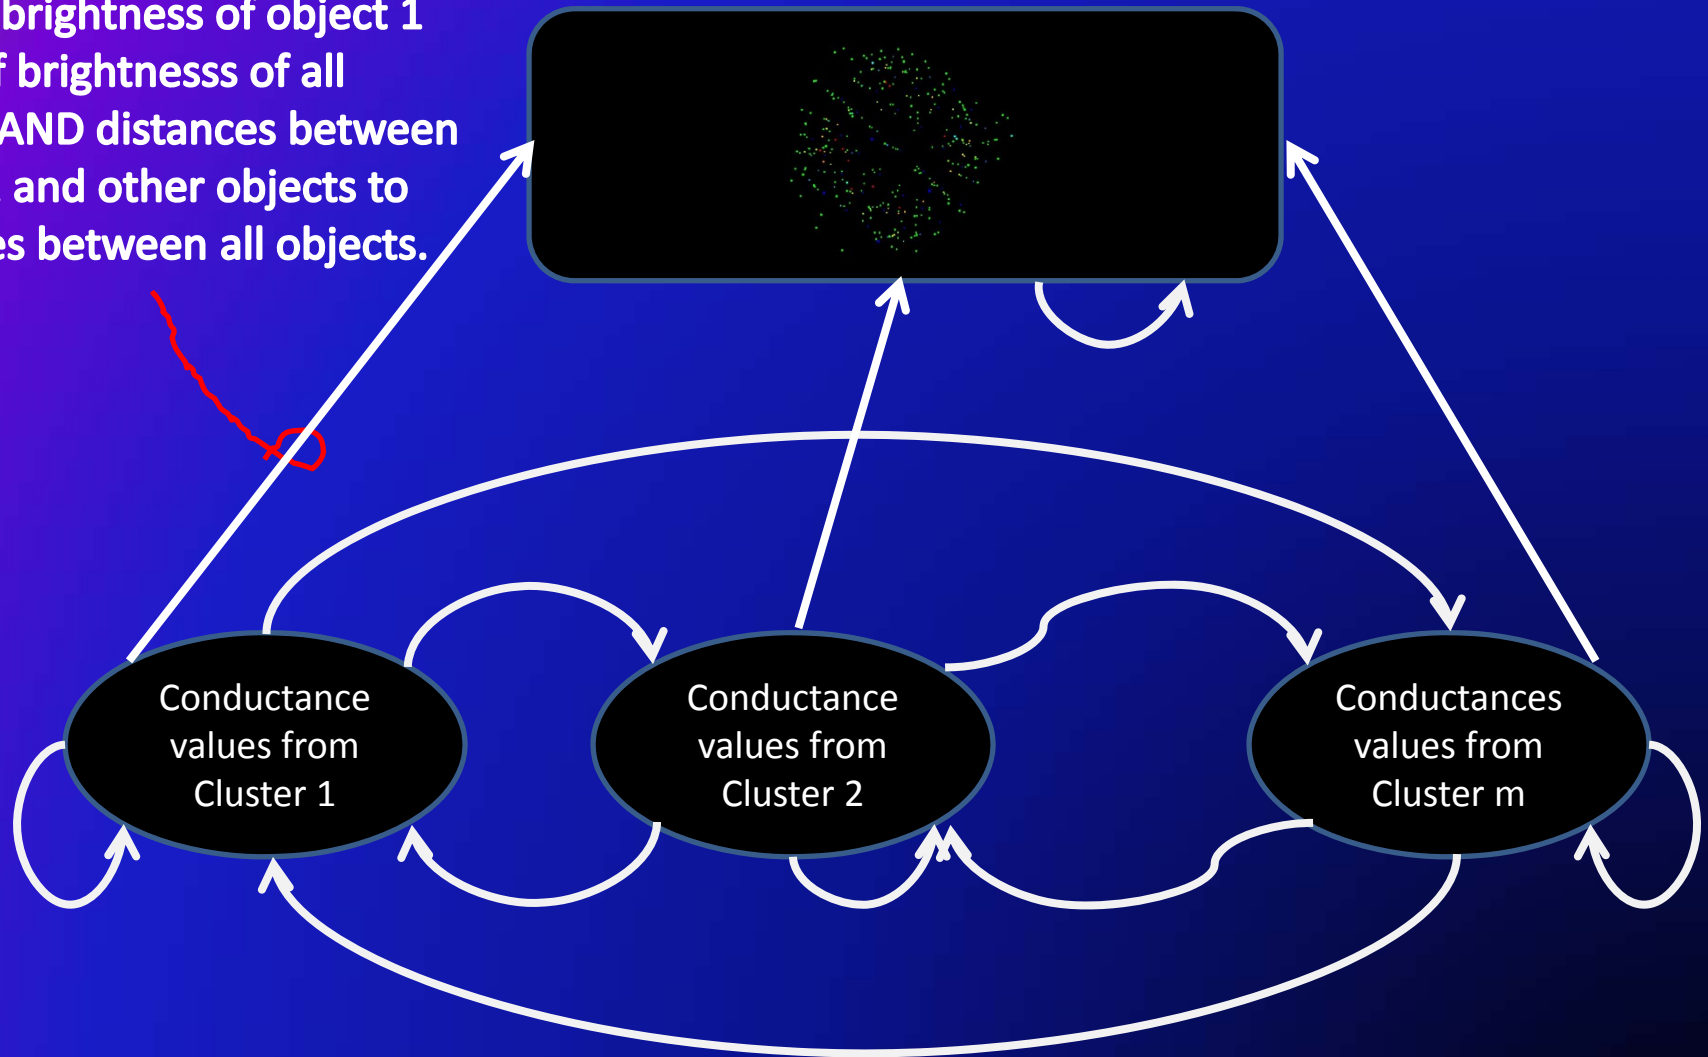 brightness of object 1
f brightnesss of all
AND distances between
and other objects to
es between all objects.
Conductance
values from
Cluster 1
Conductance
values from
Cluster 2
Conductances
values from
Cluster m